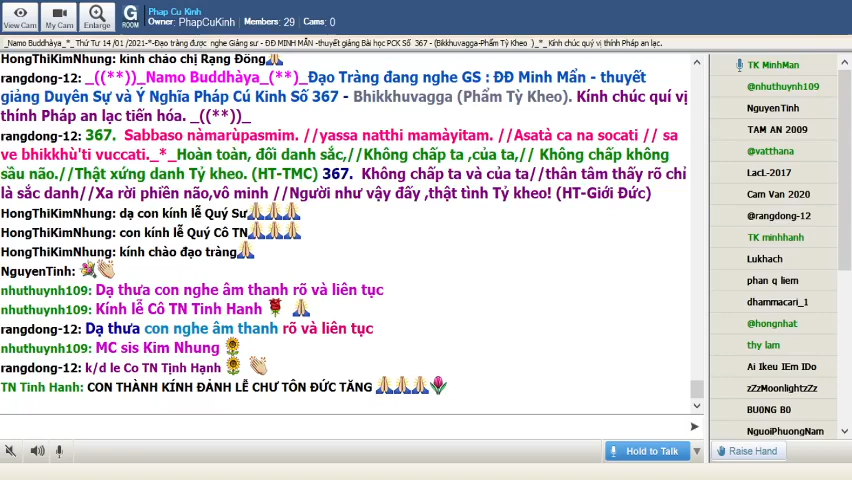 Phap Cu Kinh
Owner: PhapCuKinh Members: 29 Cams: 0
View Cam My Cam Enlarge G ROOM
_Namo Buddhàya_*_ Thứ Tư 14 /01 /2021-*-Đạo tràng được nghe Giảng sư - ĐĐ MINH MẪN -thuyết giảng Bài học PCK Số 367 - (Bikkhuvagga-Phẩm Tỳ Kheo )_*_ Kính chúc quý vị thính Pháp an lạc.
HongThiKimNhung: kính chào chị Rạng Đông
rangdong-12: _((**))_Namo Buddhàya_(**)_Đạo Tràng đang nghe GS : ĐĐ Minh Mẩn - thuyết
giảng Duyên Sự và Ý Nghĩa Pháp Cú Kinh Số 367 - Bhikkhuvagga (Phẩm Tỳ Kheo). Kính chúc quí vị
thính Pháp an lạc tiến hóa. _((**))_
rangdong-12: 367. Sabbaso nàmarùpasmim. //yassa natthi mamàyitam. //Asatà ca na socati // sa
ve bhikkhù'ti vuccati._*_Hoàn toàn, đối danh sắc,//Không chấp ta ,của ta,// Không chấp không
sầu não.//Thật xứng danh Tỷ kheo. (HT-TMC) 367. Không chấp ta và của ta//thân tâm thấy rõ chỉ
là sắc danh//Xa rời phiền não,vô minh //Người như vậy đấy ,thật tình Tỷ kheo! (HT-Giới Đức)
HongThiKimNhung: dạ con kính lễ Quý Sư
HongThiKimNhung: con kính lễ Quý Cô TN
HongThiKimNhung: kính chào đạo tràng
NguyenTinh:
nhuthuynh109: Dạ thưa con nghe âm thanh rõ và liên tục
nhuthuynh109: Kính lễ Cô TN Tinh Hanh
rangdong-12: Dạ thưa con nghe âm thanh rõ và liên tục
nhuthuynh109: MC sis Kim Nhung
rangdong-12: k/d le Co TN Tịnh Hạnh
TN Tinh Hanh: CON THÀNH KÍNH ĐẢNH LỄ CHƯ TÔN ĐỨC TĂNG
Hold to Talk
TK MinhMan
@nhuthuynh109
NguyenTinh
TAM AN 2009
@vatthana
LacL-2017
Cam Van 2020
@rangdong-12
TK minhhanh
Lukhach
phan q liem
dhammacari_1
@hongnhat
thy lam
Ai Ikeu IErn IDo
zZzMoonlightzZz
BU0NG B0
NguoiPhuongNam
Raise Hand